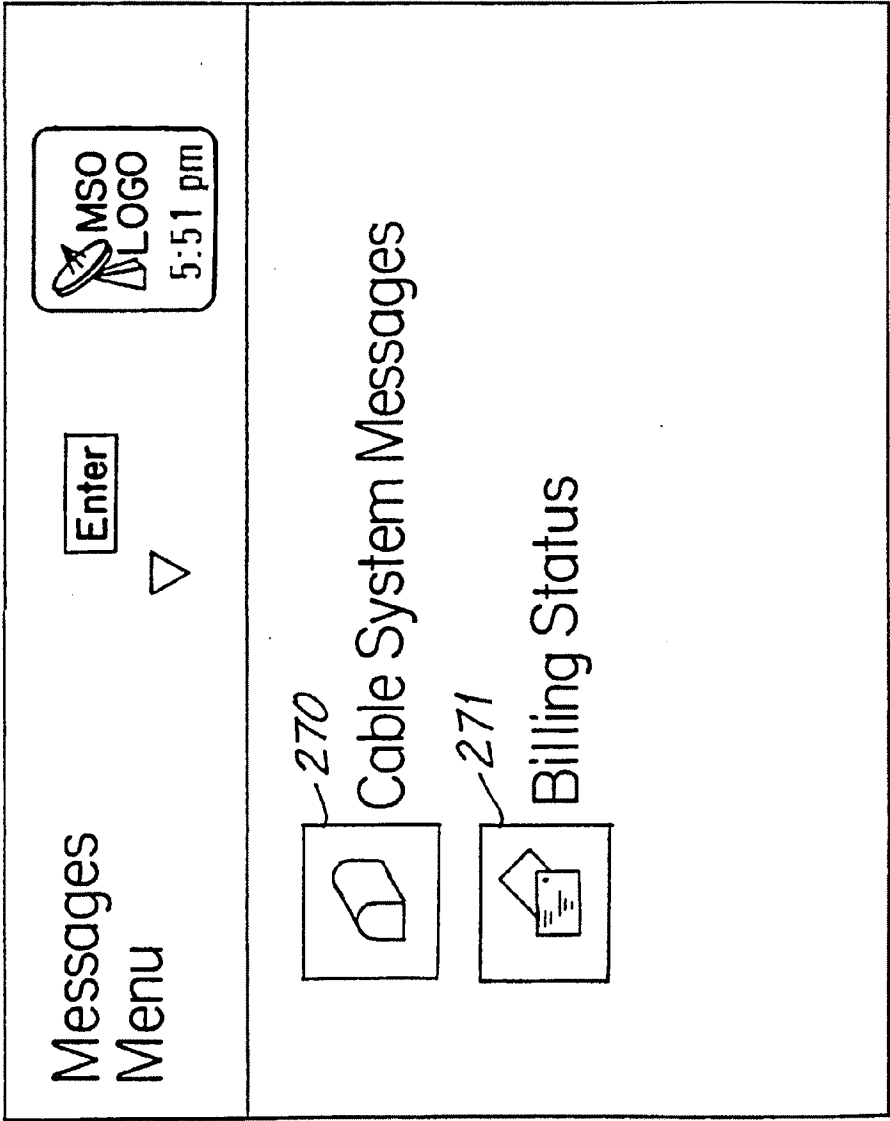 Messages
Menu
Enter
MSO
LOGO
5:51 pm
270
Cable System Messages
271
Billing Status